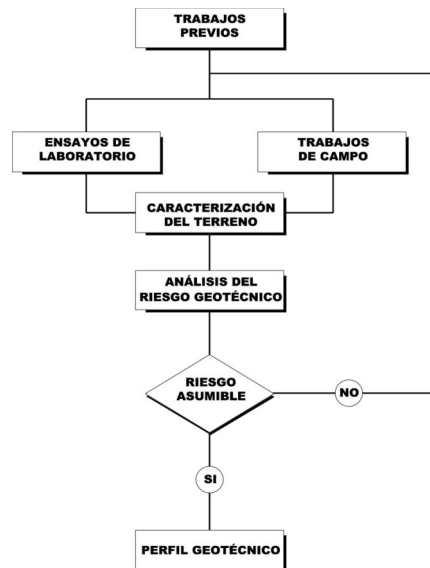 TRABAJOS
PREVIOS
ENSAYOS DE
LABORATORIO
TRABAJOS
DE CAMPO
CARACTERIZACIÓN
DEL TERRENO
ANÁLISIS DEL
RIESGO GEOTÉCNICO
RIESGO
ASUMIBLE
NO
SI
PERFIL GEOTÉCNICO